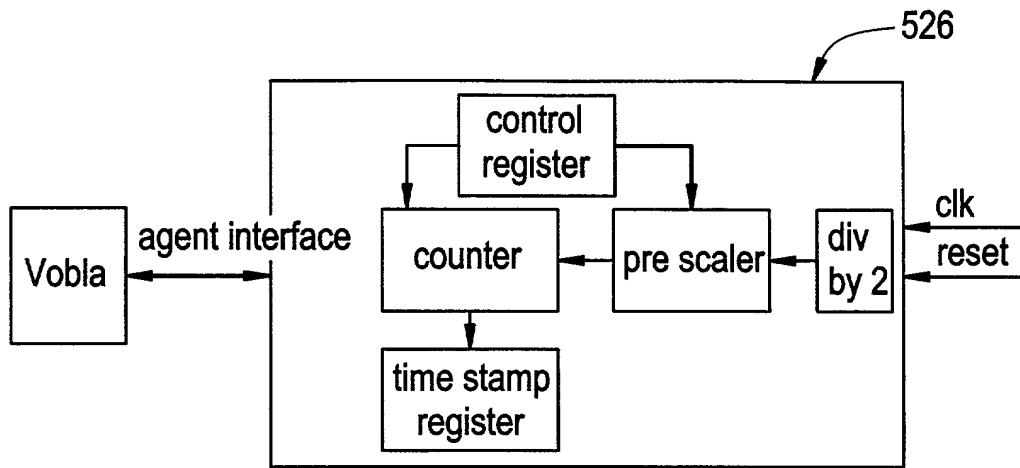 526
control
register
clk
reset
div
by 2
pre scaler
counter
agent interface
Vobla
time stamp
register